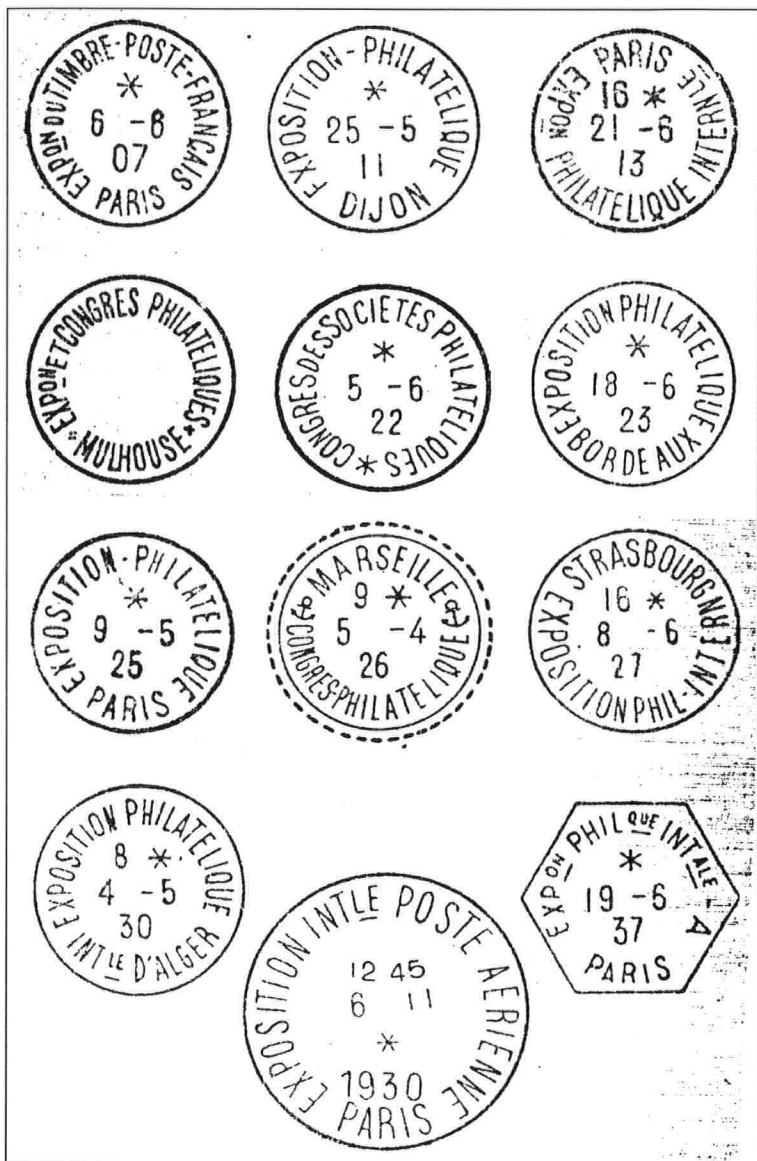 EXPON DU TIMBRE-POSTE-FRANÇAIS
*
6 -6
07
PARIS
EXPOSITION-PHILATELIQUE
*
25 -5
11
DIJON
PARIS
16 *
21 -6
13
EXPON PHILATELIQUE INTERNLE
EXPON ET CONGRES PHILATELIQUES
*MULHOUSE*
CONGRES DES SOCIETES PHILATELIQUES
*
5 -6
22
*
EXPOSITION PHILATELIQUE
*
18 -6
23
BORDEAUX
EXPOSITION-PHILATELIQUE
*
9 -5
25
PARIS
MARSEILLE
9 *
5 -4
26
CONGRES-PHILATELIQUE
STRASBOURG
16 *
8 -6
27
EXPOSITION PHIL-INTERN
EXPOSITION PHILATELIQUE
8 *
4 -5
30
INTLE D'ALGER
EXPOSITION INTLE POSTE AERIENNE
12 45
6 11
*
1930
PARIS
EXPON PHILQUE INTALE A
*
19 -6
37
PARIS